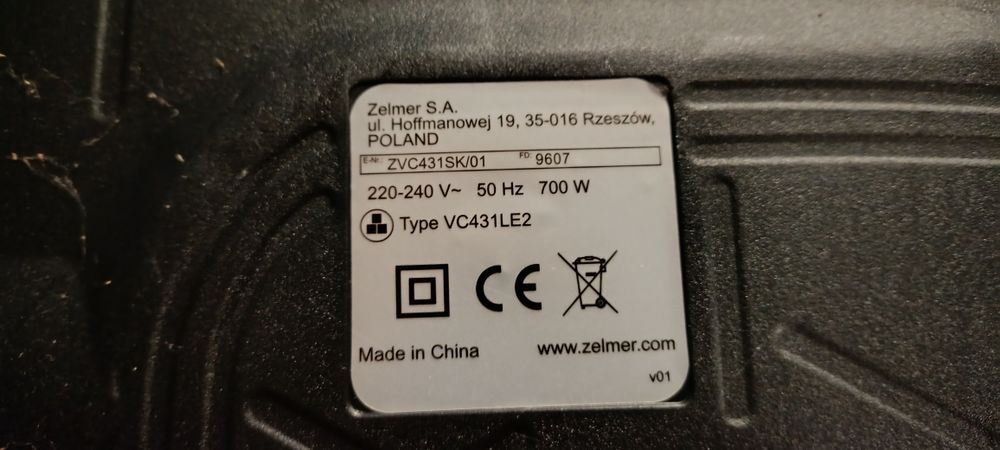 Zelmer S.A.
ul. Hoffmanowej 19, 35-016 Rzeszów,
POLAND
E-Nr.: ZVC431SK/01 FD: 9607
220-240 V~ 50 Hz 700 W
Type VC431LE2
CE
Made in China www.zelmer.com
v01